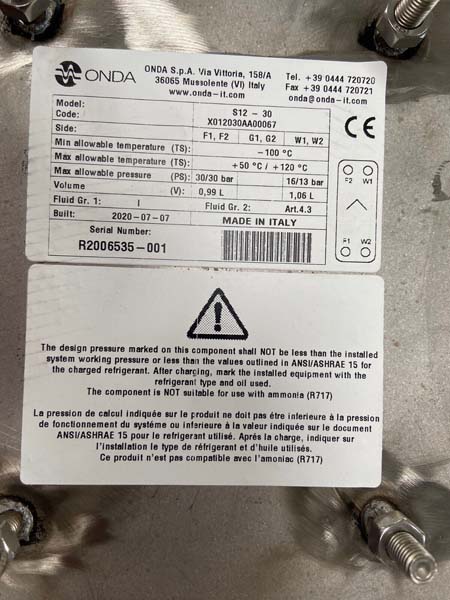 ONDA
ONDA S.p.A. Via Vittoria, 158/A
36065 Mussolente (VI) Italy
www.onda-it.com
Tel. +39 0444 720720
Fax +39 0444 720721
onda@onda-it.com
Model: S12 - 30
Code: X012030AA00067
Side: F1, F2 G1, G2 W1, W2
Min allowable temperature (TS): -100 °C
Max allowable temperature (TS): +50 °C / +120 °C
Max allowable pressure (PS): 30/30 bar 16/13 bar
Volume (V): 0,99 L 1,06 L
Fluid Gr. 1: I Fluid Gr. 2: Art.4.3
Built: 2020-07-07 MADE IN ITALY
Serial Number:
R2006535-001
CE
F2 W1
F1 W2
The design pressure marked on this component shall NOT be less than the installed
system working pressure or less than the values outlined in ANSI/ASHRAE 15 for
the charged refrigerant. After charging, mark the installed equipment with the
refrigerant type and oil used.
The component is NOT suitable for use with ammonia (R717)
La pression de calcul indiquée sur le produit ne doit pas étre inferieure à la pression
de fonctionnement du systéme ou inferieure à la valeur indiquée sur le document
ANSI/ASHRAE 15 pour le refrigerant utilisé. Aprés la charge, indiquer sur
l'installation le type de refrigerant et d'huile utilisés.
Ce produit n'est pas compatible avec l'amoniac (R717)